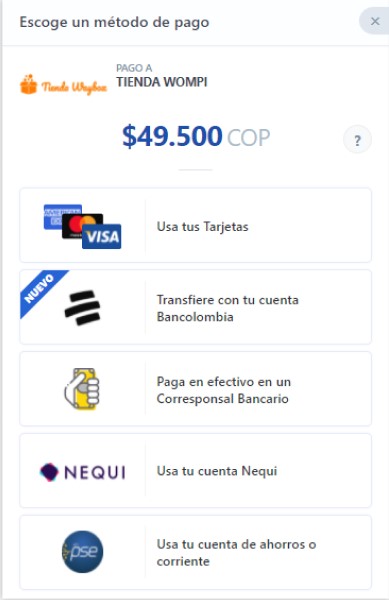 Escoge un método de pago
×
PAGO A
Tienda Waybox
TIENDA WOMPI
$49.500 COP
?
AMERICAN
VISA
Usa tus Tarjetas
NUEVO
Transfiere con tu cuenta
Bancolombia
Paga en efectivo en un
Corresponsal Bancario
NEQUI
Usa tu cuenta Nequi
pse
Usa tu cuenta de ahorros o
corriente